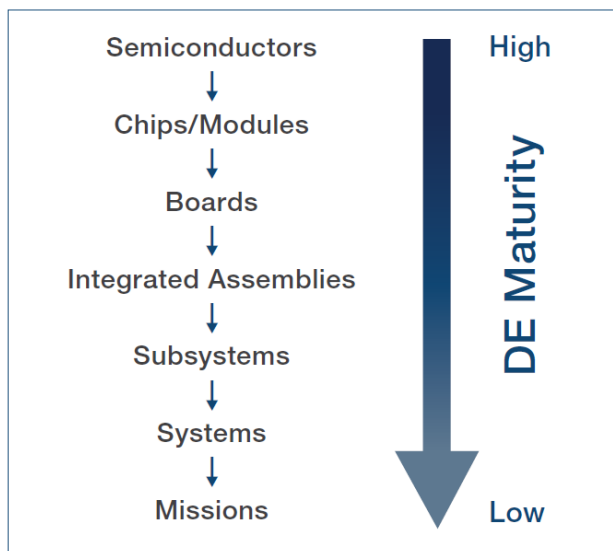 Semiconductors
High
Chips/Modules
Boards
Integrated Assemblies
DE Maturity
Subsystems
Systems
Missions
Low